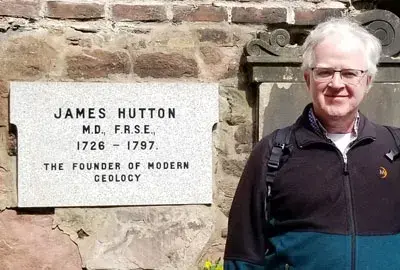 JAMES HUTTON
M.D., F.R.S.E.,
1726 – 1797.
THE FOUNDER OF MODERN
GEOLOGY